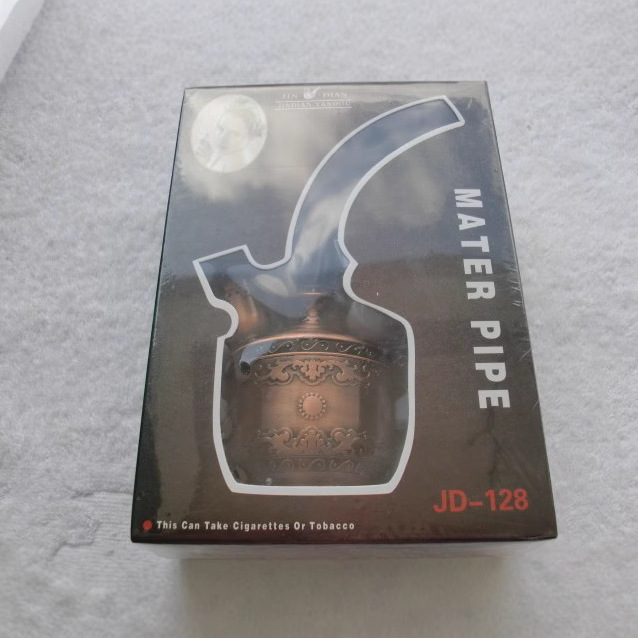 JIN DIAN
MATER PIPE
JD-128
This Can Take Cigarettes Or Tobacco